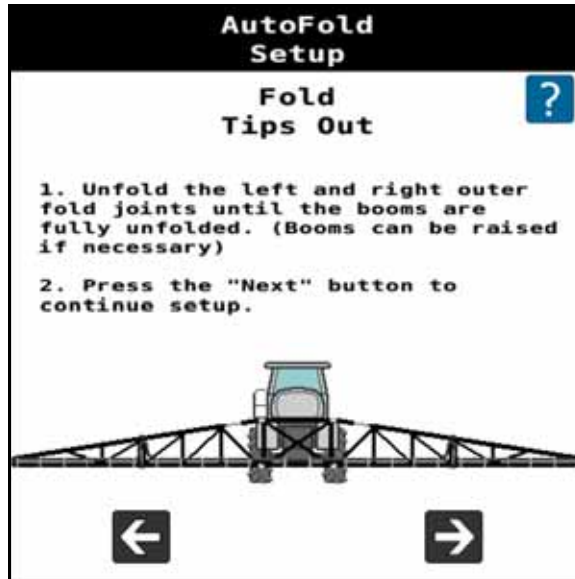 AutoFold
Setup
Fold
Tips Out
?
1. Unfold the left and right outer
fold joints until the booms are
fully unfolded. (Booms can be raised
if necessary)
2. Press the "Next" button to
continue setup.